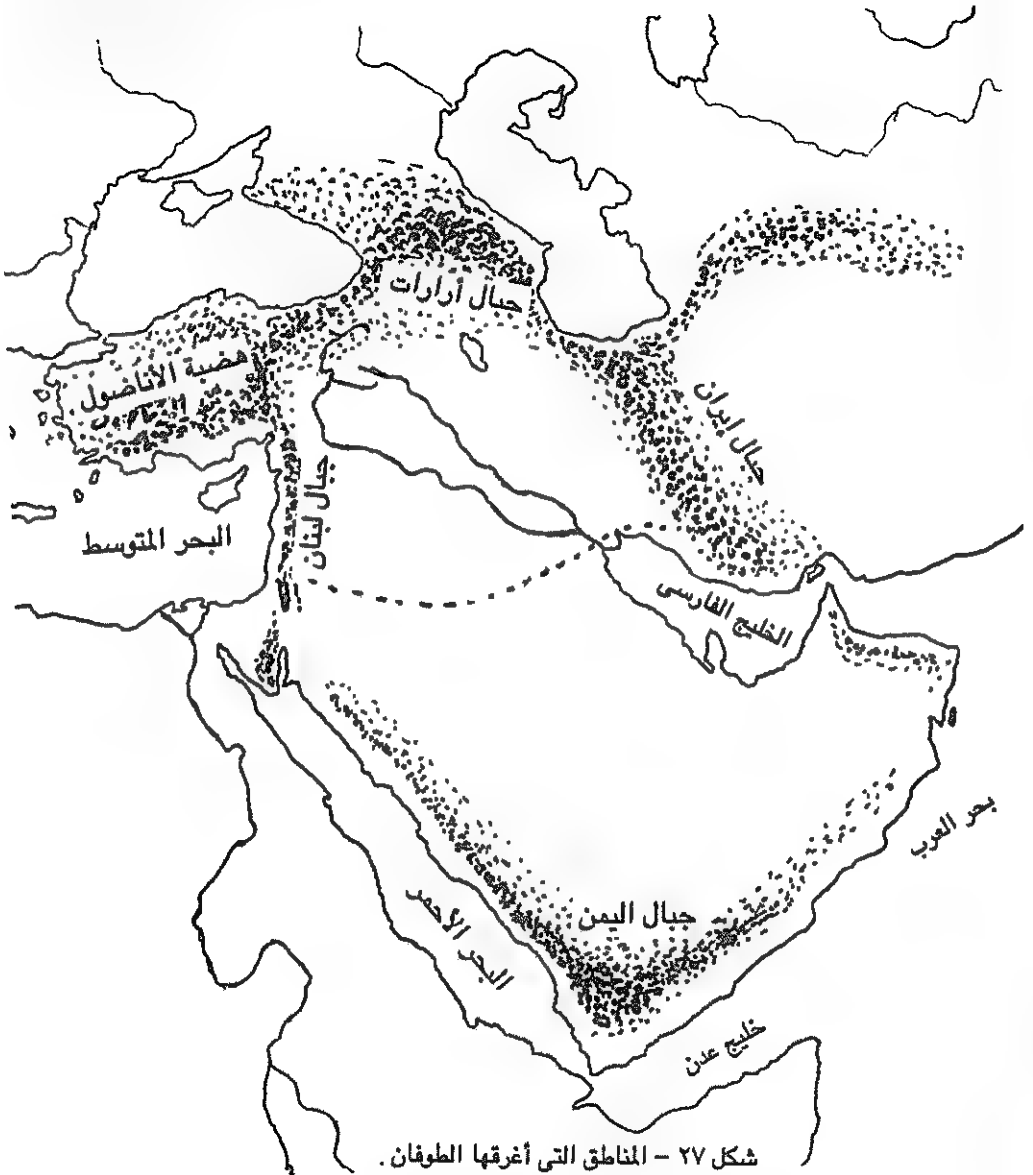 جبال أرارات
هضبة الأناضول
جبال إيران
جبال لبنان
البحر المتوسط
الخليج الفارسى
بحر العرب
جبال اليمن
البحر الأحمر
خليج عدن
شكل ٢٧ – المناطق التى أغرقها الطوفان .